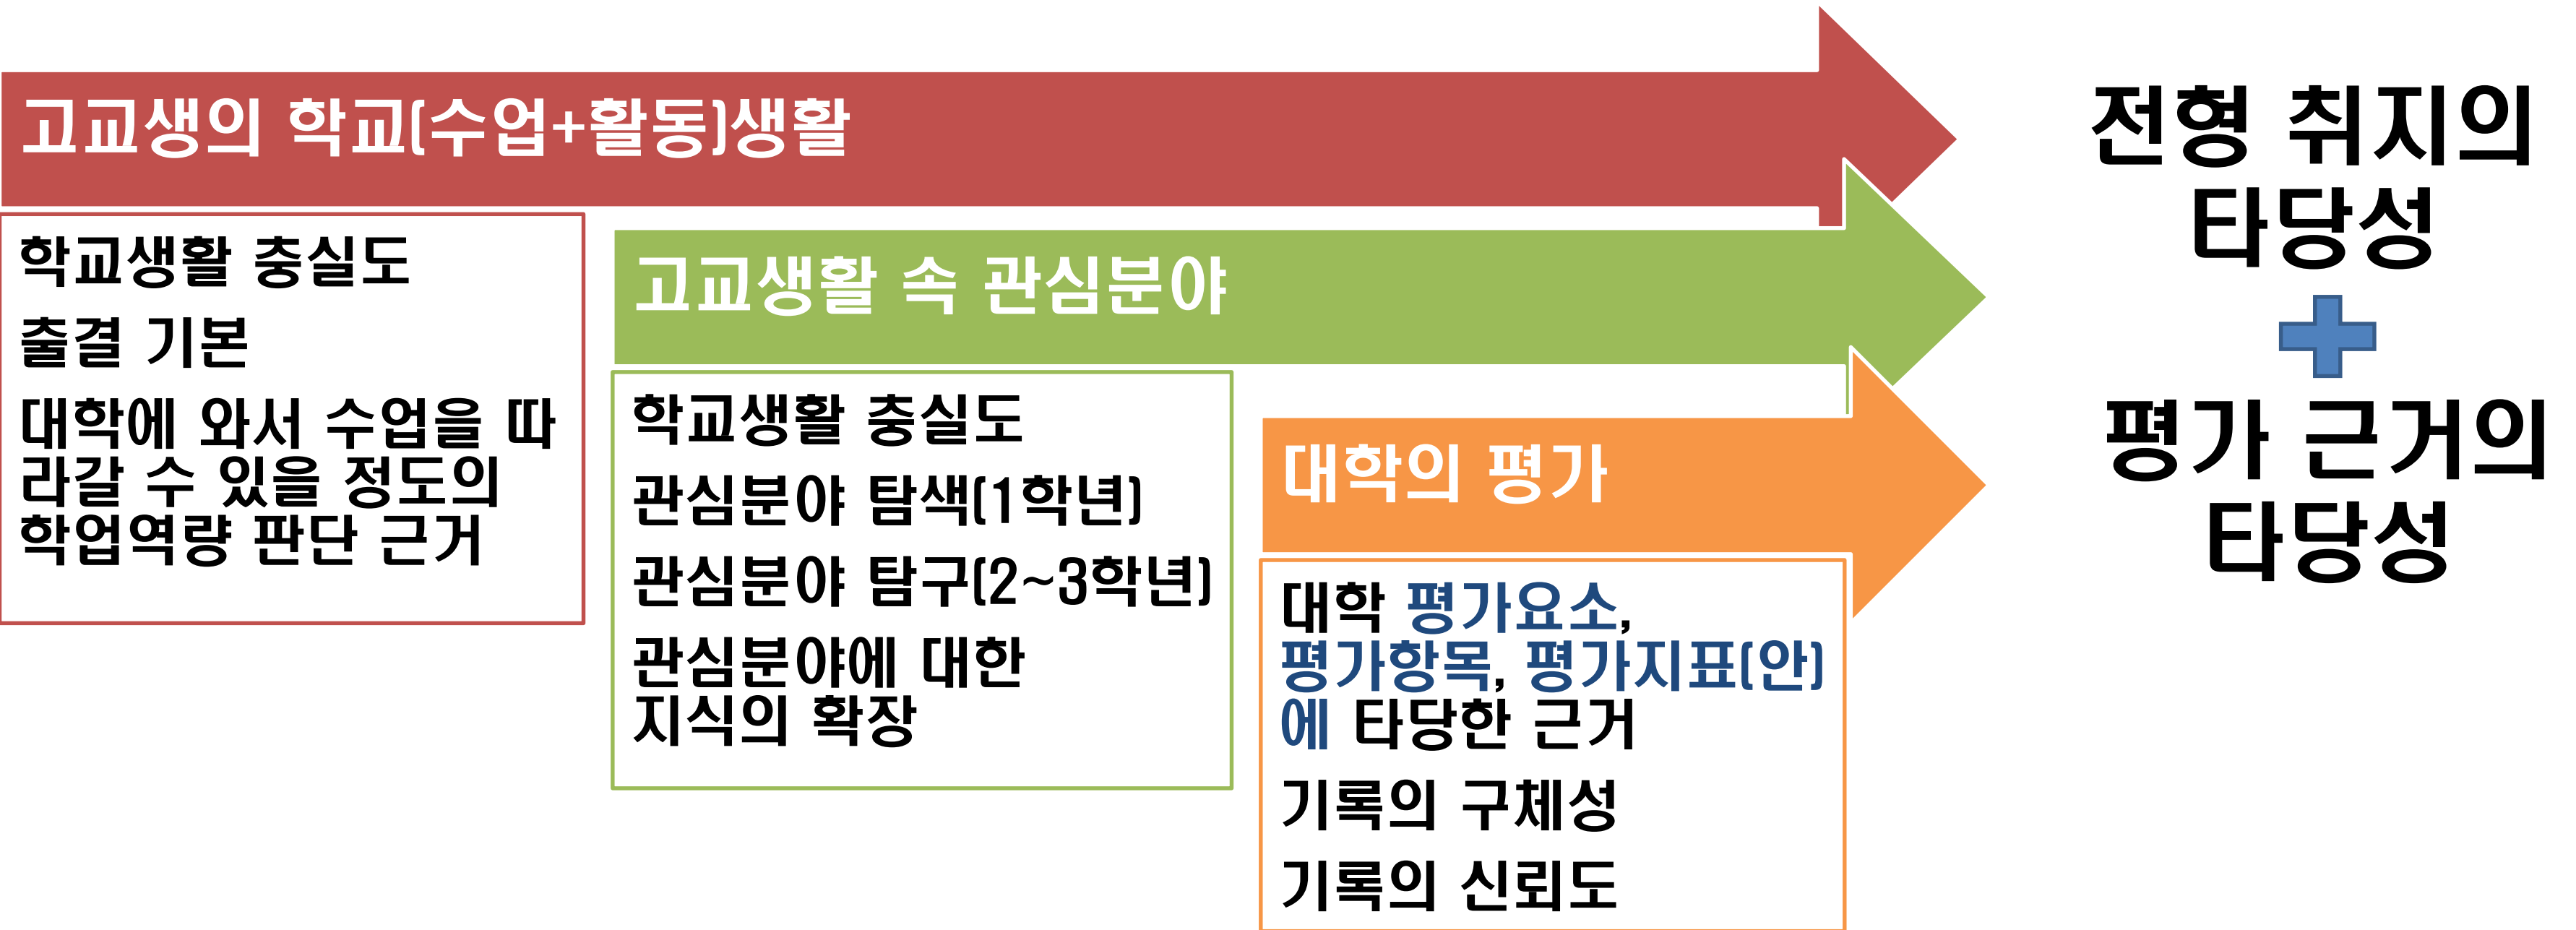 고교생의 학교(수업+활동)생활
학교생활 충실도
출결 기본
대학에 와서 수업을 따
라갈 수 있을 정도의
학업역량 판단 근거
고교생활 속 관심분야
학교생활 충실도
관심분야 탐색(1학년)
관심분야 탐구(2~3학년)
관심분야에 대한
지식의 확장
대학의 평가
대학 평가요소,
평가항목, 평가지표(안)
에 타당한 근거
기록의 구체성
기록의 신뢰도
전형 취지의
타당성
평가 근거의
타당성